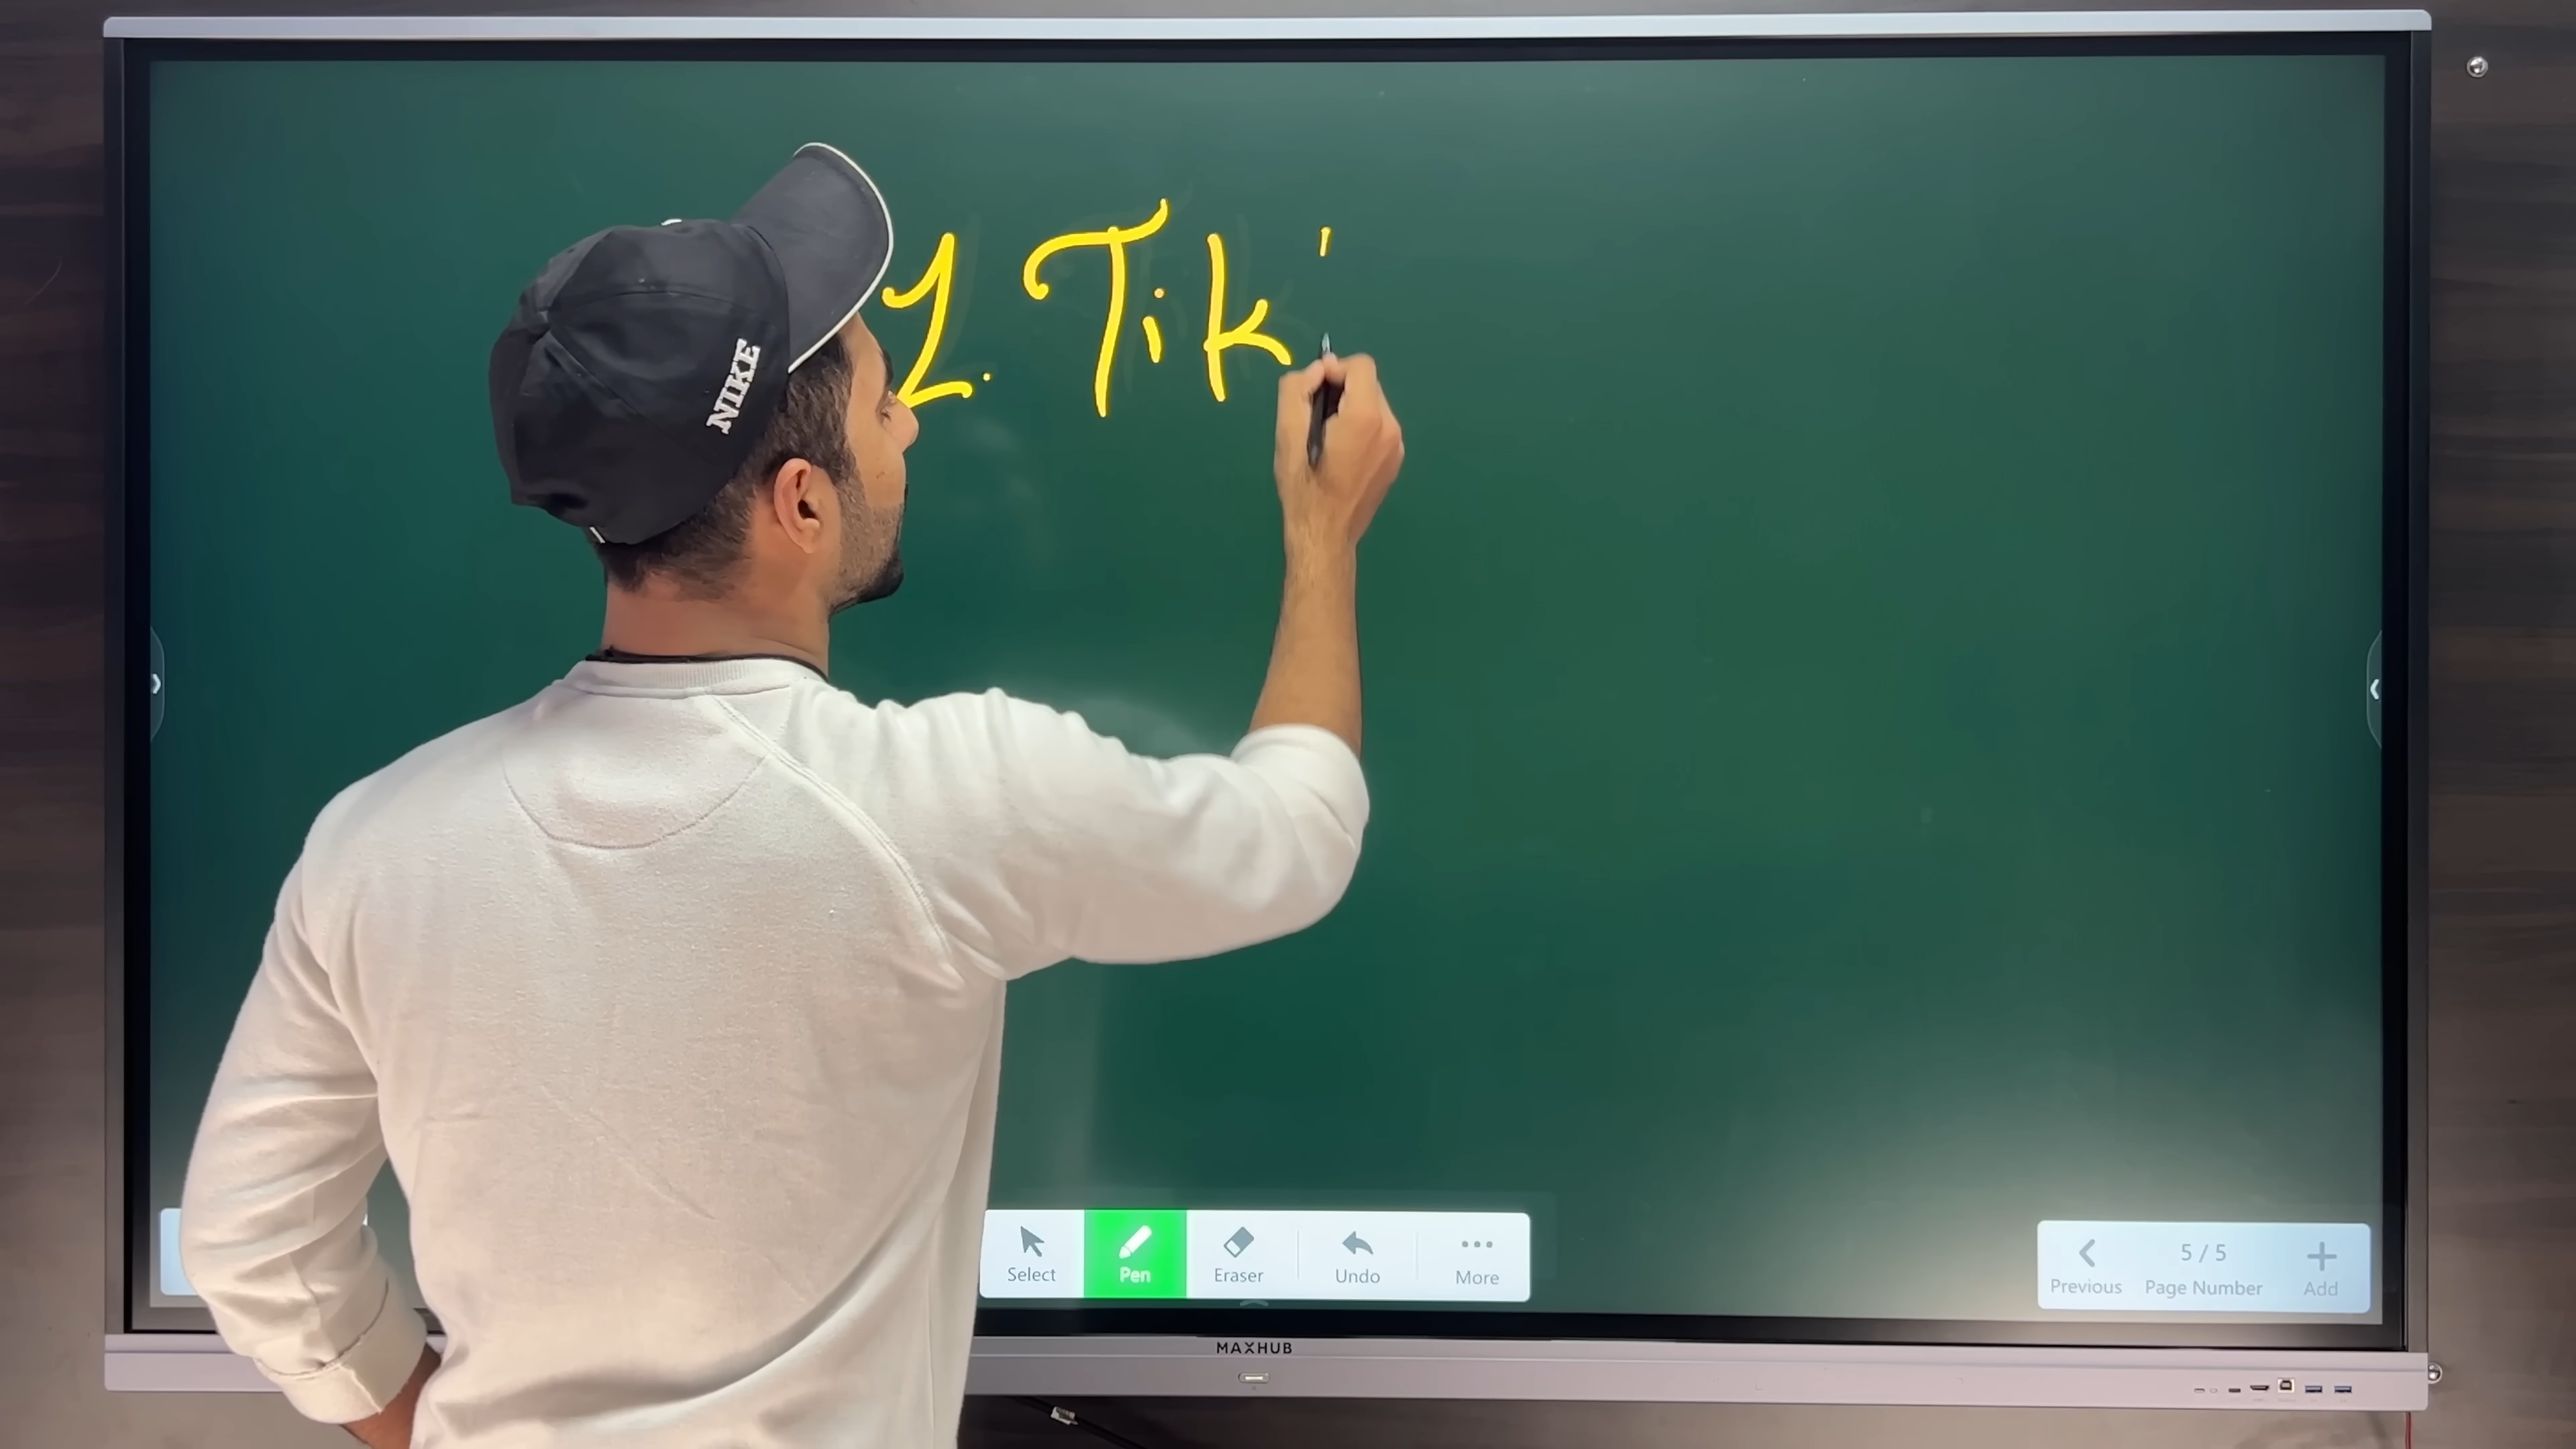 1. Tik'
NIKE
Select Pen Eraser Undo More
5 / 5
Previous Page Number Add
MAXHUB